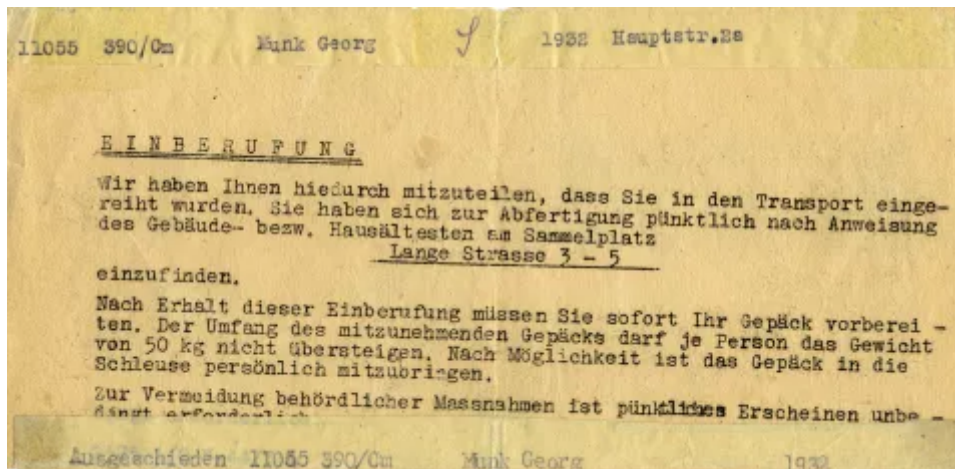 11055 390/Cm Munk Georg 1932 Hauptstr.2a
EINBERUFUNG
Wir haben Ihnen hiedurch mitzuteilen, dass Sie in den Transport einge-
reiht wurden. Sie haben sich zur Abfertigung pünktlich nach Anweisung
des Gebäude- bezw. Hausältesten am Sammelplatz
Lange Strasse 3 - 5
einzufinden.
Nach Erhalt dieser Einberufung müssen Sie sofort Ihr Gepäck vorberei -
ten. Der Umfang des mitzunehmenden Gepäcks darf je Person das Gewicht
von 50 kg nicht übersteigen. Nach Möglichkeit ist das Gepäck in die
Schleuse persönlich mitzubringen.
Zur Vermeidung behördlicher Massnahmen ist pünktliches Erscheinen unbe -
dingt erforderlich
Ausgeschieden 11055 390/Cm Munk Georg 1932